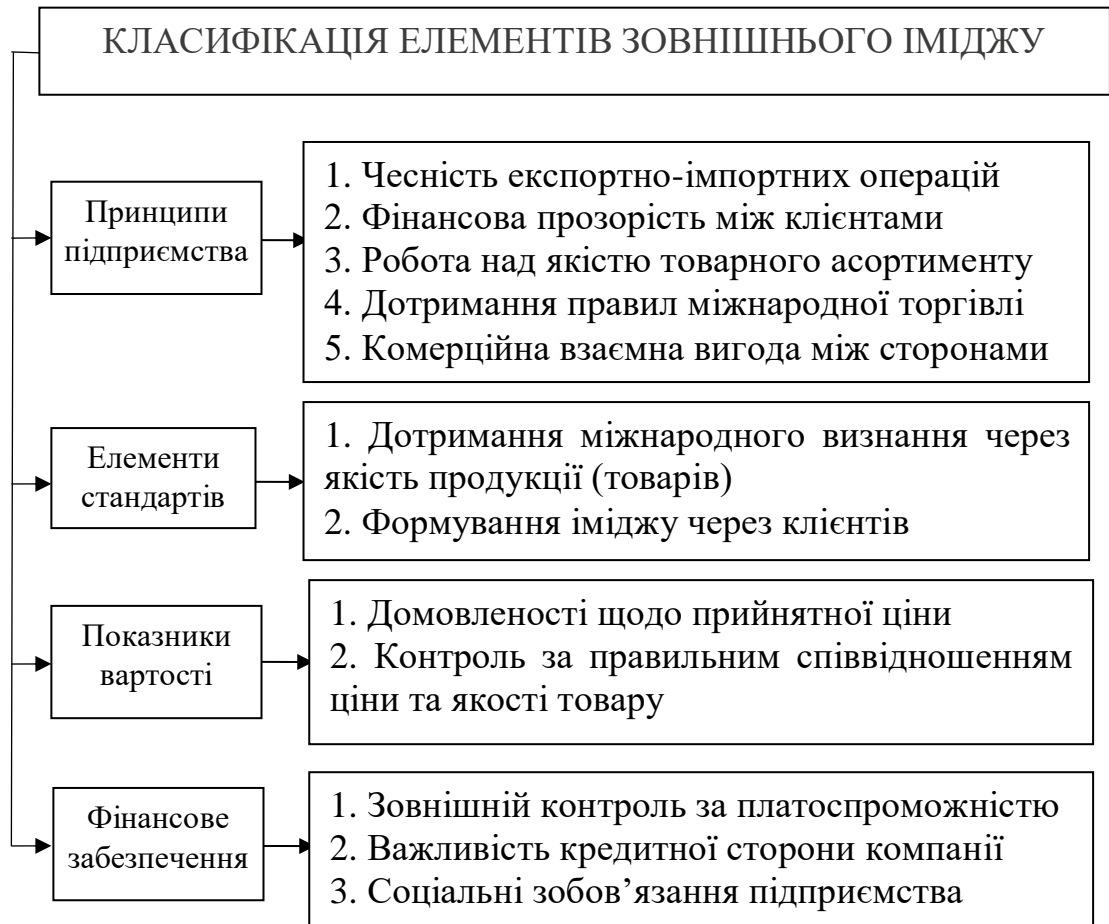 КЛАСИФІКАЦІЯ ЕЛЕМЕНТІВ ЗОВНІШНЬОГО ІМІДЖУ
Принципи
підприємства
1. Чесність експортно-імпортних операцій
2. Фінансова прозорість між клієнтами
3. Робота над якістю товарного асортименту
4. Дотримання правил міжнародної торгівлі
5. Комерційна взаємна вигода між сторонами
Елементи
стандартів
1. Дотримання міжнародного визнання через
якість продукції (товарів)
2. Формування іміджу через клієнтів
Показники
вартості
1. Домовленості щодо прийнятної ціни
2. Контроль за правильним співвідношенням
ціни та якості товару
Фінансове
забезпечення
1. Зовнішній контроль за платоспроможністю
2. Важливість кредитної сторони компанії
3. Соціальні зобов’язання підприємства